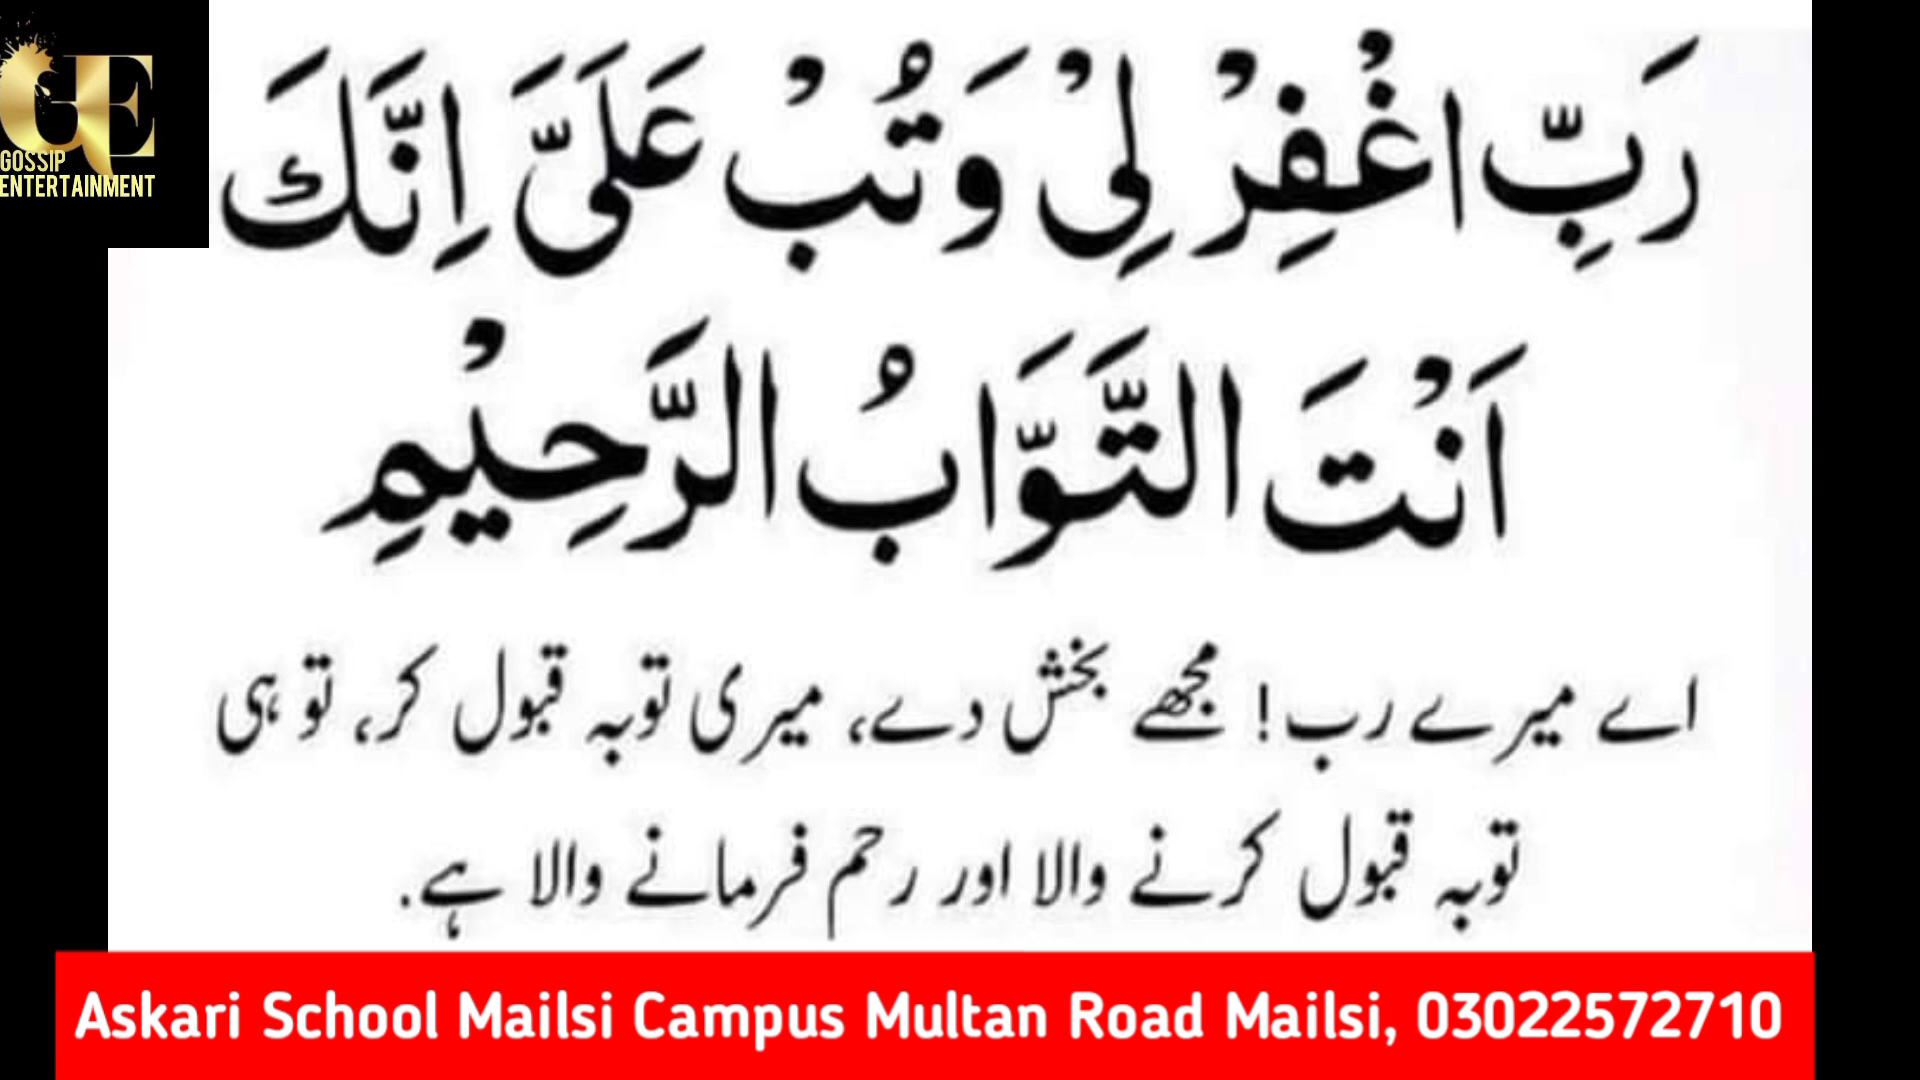 GE
GOSSIP
ENTERTAINMENT
رَبِّ اغْفِرْ لِيْ وَتُبْ عَلَيَّ اِنَّكَ
اَنْتَ التَّوَّابُ الرَّحِيْمِ
اے میرے رب! مجھے بخش دے، میری توبہ قبول کر، تو ہی
توبہ قبول کرنے والا اور رحم فرمانے والا ہے.
Askari School Mailsi Campus Multan Road Mailsi, 03022572710